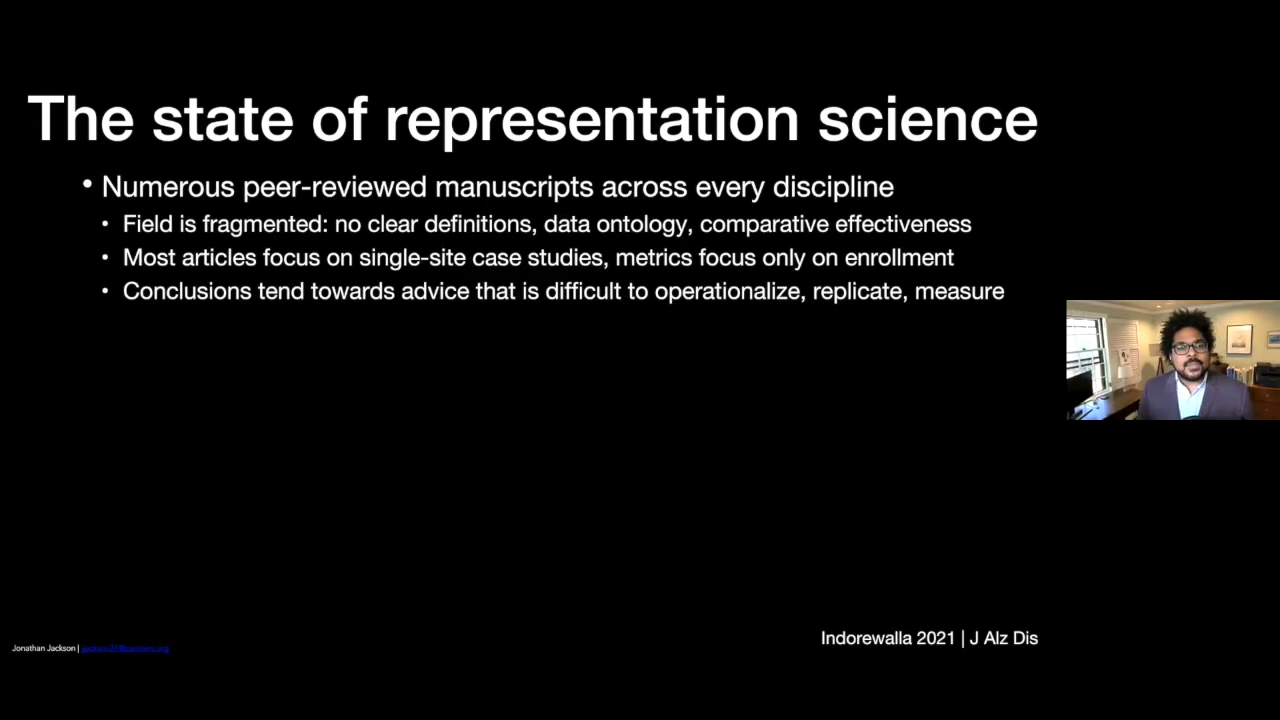 The state of representation science
• Numerous peer-reviewed manuscripts across every discipline
• Field is fragmented: no clear definitions, data ontology, comparative effectiveness
• Most articles focus on single-site case studies, metrics focus only on enrollment
• Conclusions tend towards advice that is difficult to operationalize, replicate, measure
Indorewalla 2021 | J Alz Dis
Jonathan Jackson |